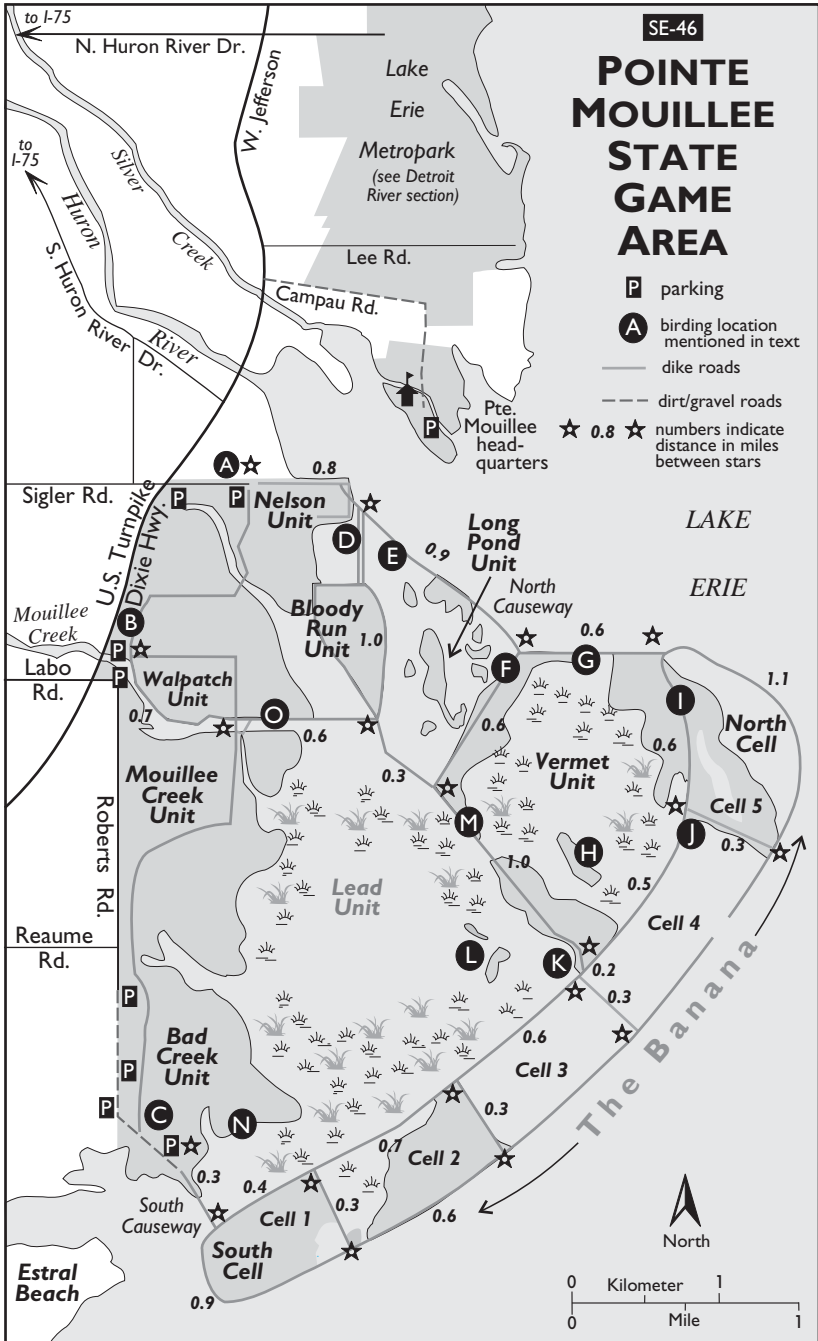 to I-75
N. Huron River Dr.
W. Jefferson
SE-46
POINTE
MOUILLEE
STATE
GAME
AREA
Lake
Erie
Metropark
(see Detroit
River section)
to
I-75
Silver
Creek
Huron
River
S. Huron River Dr.
Lee Rd.
Campau Rd.
P parking
A birding location
mentioned in text
dike roads
dirt/gravel roads
0.8 numbers indicate
distance in miles
between stars
P
Pte.
Mouillee
head-
quarters
A
0.8
Sigler Rd.
P
P
Nelson
Unit
U.S. Turnpike
Dixie Hwy.
D
E
0.9
Long
Pond
Unit
LAKE
ERIE
North
Causeway
Mouillee
Creek
B
P
Labo
Rd.
P
Bloody
Run
Unit
1.0
Walpatch
Unit
0.7
O
0.6
F
0.6
G
0.6
1.1
I
North
Cell
0.6
Cell 5
J
0.3
Mouillee
Creek
Unit
0.3
Vermet
Unit
M
1.0
H
0.5
Cell 4
Roberts Rd.
Lead
Unit
Reaume
Rd.
L
K
0.2
0.3
P
P
P
Bad
Creek
Unit
0.6
Cell 3
The Banana
C
N
P
0.3
0.4
0.7
Cell 2
0.3
0.6
South
Causeway
Cell 1
0.3
South
Cell
0.9
Estral
Beach
North
0 Kilometer 1
0 Mile 1